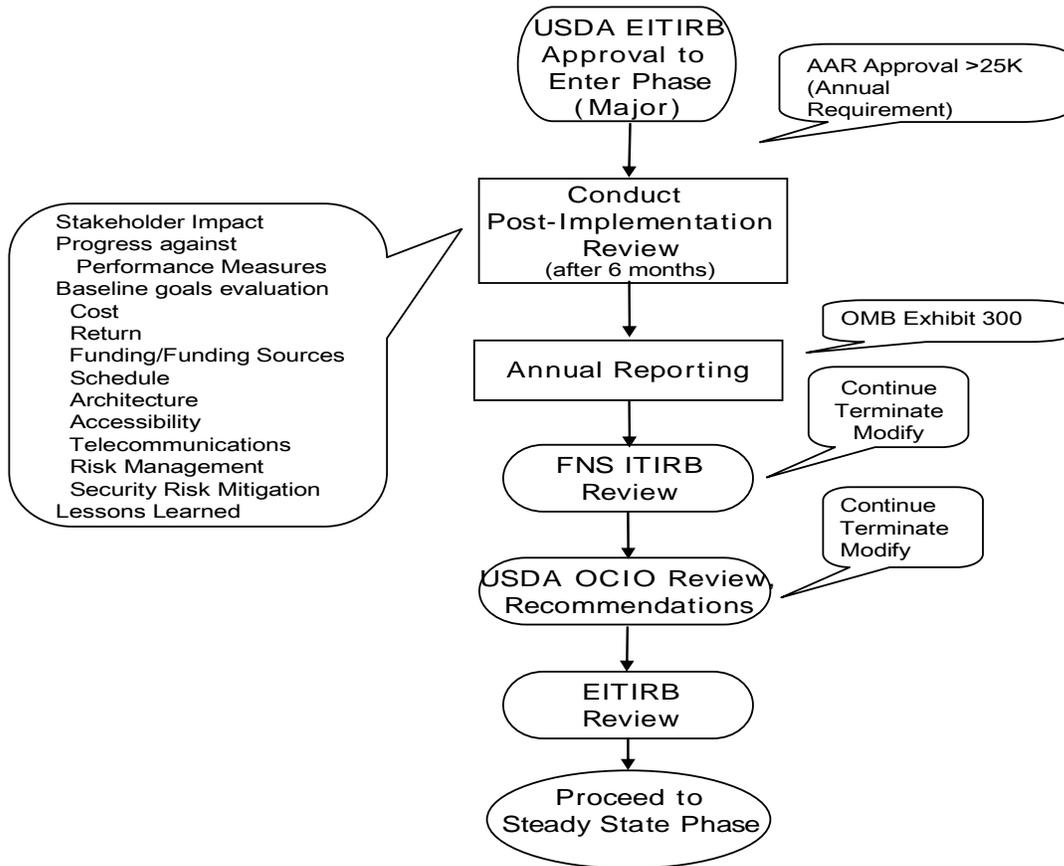 USDA EITIRB
Approval to
Enter Phase
(Major)
AAR Approval >25K
(Annual
Requirement)
Conduct
Post-Implementation
Review
(after 6 months)
Stakeholder Impact
Progress against
Performance Measures
Baseline goals evaluation
Cost
Return
Funding/Funding Sources
Schedule
Architecture
Accessibility
Telecommunications
Risk Management
Security Risk Mitigation
Lessons Learned
OMB Exhibit 300
Annual Reporting
Continue
Terminate
Modify
FNS ITIRB
Review
Continue
Terminate
Modify
USDA OCIO Review,
Recommendations
EITIRB
Review
Proceed to
Steady State Phase